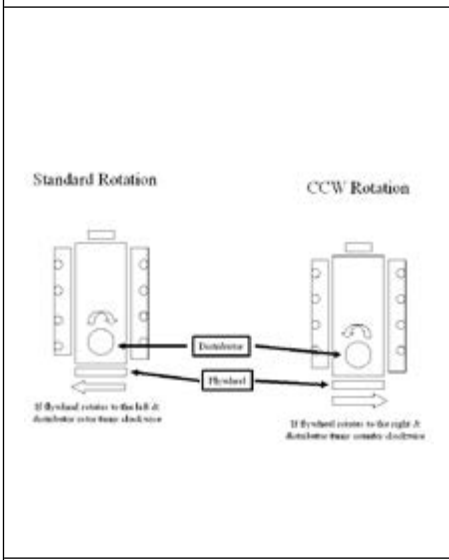 Standard Rotation
CCW Rotation
Distributor
Flywheel
If flywheel rotates to the left &
distributor rotor turns clockwise
If flywheel rotates to the right &
distributor turns counter clockwise